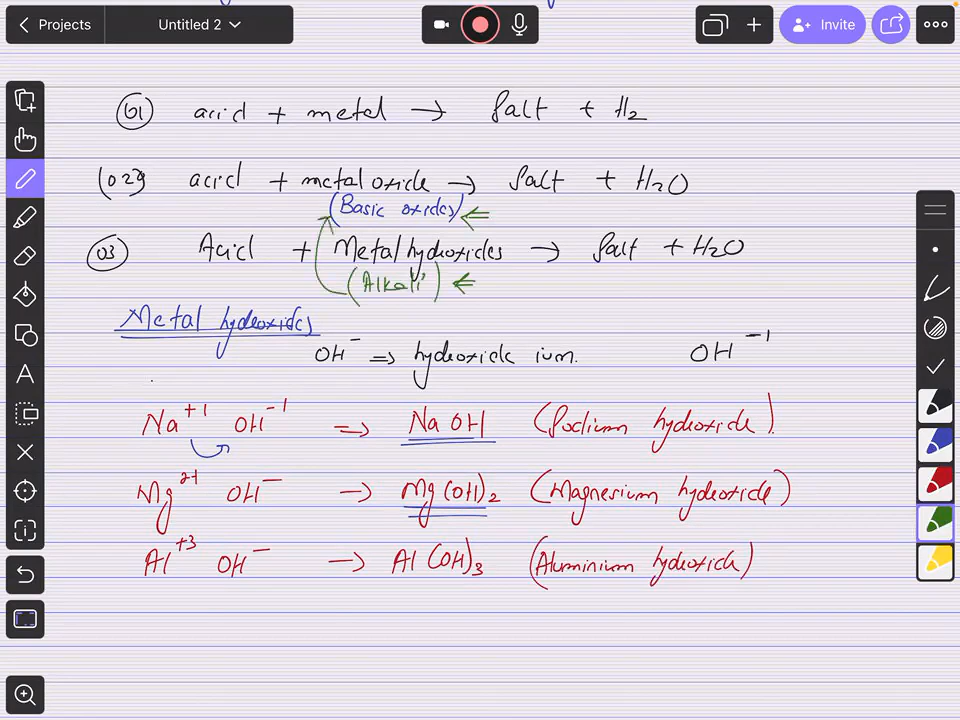 Projects
Untitled 2
Invite
(01) acid + metal → Salt + H₂
(02) acid + metal oxide → Salt + H₂O
(Basic oxides) ⇐
(03) Acid + Metal hydroxides → Salt + H₂O
(Alkali) ⇐
Metal hydroxides
OH⁻ ⇒ hydroxide ium. OH⁻¹
Na⁺¹ OH⁻¹ ⇒ NaOH (Sodium hydroxide)
Mg²⁺ OH⁻ → Mg(OH)₂ (Magnesium hydroxide)
Al⁺³ OH⁻ → Al(OH)₃ (Aluminium hydroxide)